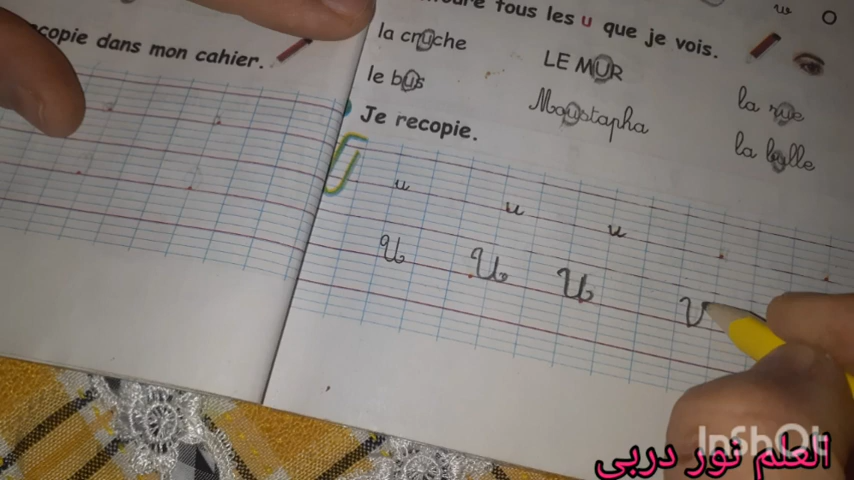 tous les u que je vois.
recopie dans mon cahier.
la cruche
LE MUR
la rue
le bus
Moustapha
la bulle
Je recopie.
u u u
U U U U
InShOt
العلم نور دربي